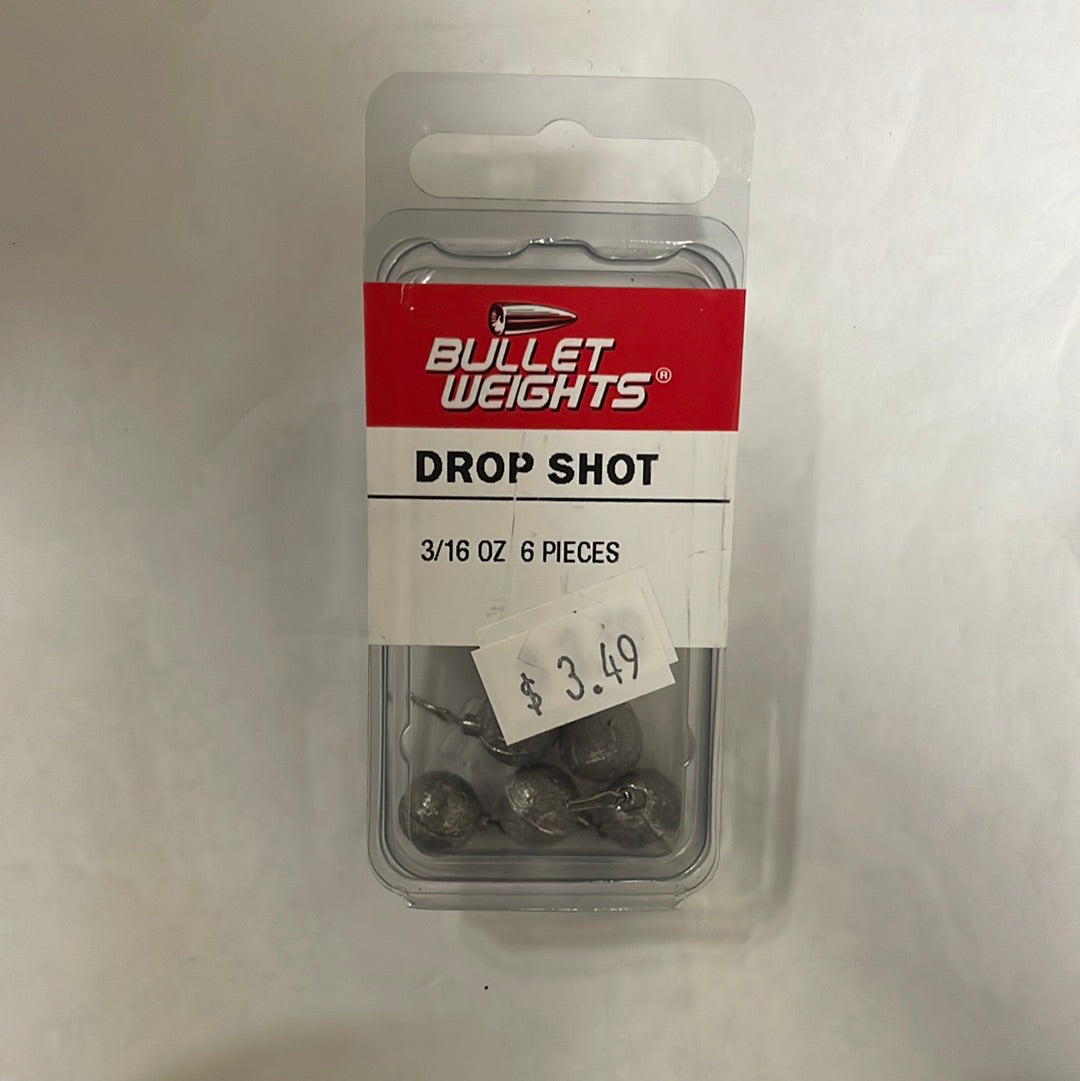 BULLET
WEIGHTS®
DROP SHOT
3/16 OZ 6 PIECES
$ 3.49